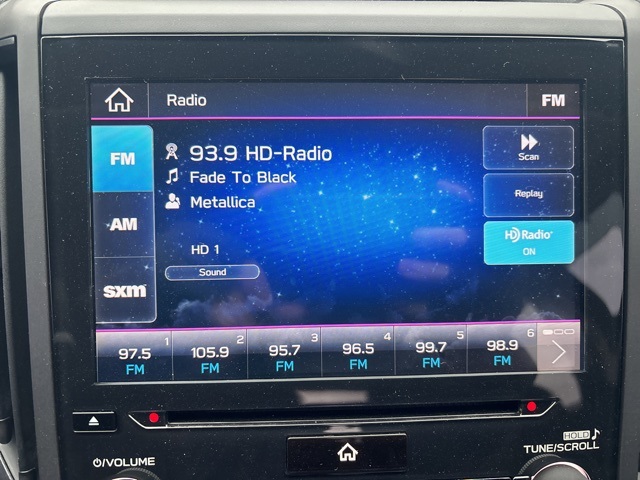 Radio FM
FM
AM
sxm
93.9 HD-Radio
Fade To Black
Metallica
HD 1
Sound
Scan
Replay
HD Radio
ON
1 2 3 4 5 6
97.5 105.9 95.7 96.5 99.7 98.9
FM FM FM FM FM FM
VOLUME
HOLD
TUNE/SCROLL